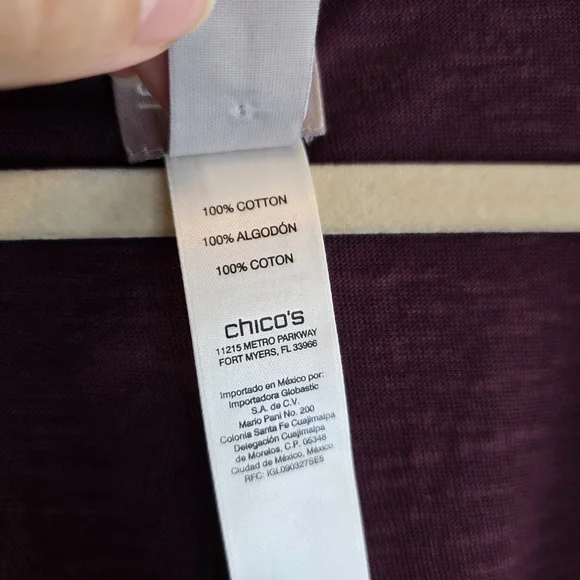 100% COTTON
100% ALGODÓN
100% COTON
chico's
11215 METRO PARKWAY
FORT MYERS, FL 33966
Importado en México por:
Importadora Globastic
S.A. de C.V.
Mario Pani No. 200
Colonia Santa Fe Cuajimalpa
Delegación Cuajimalpa
de Morelos, C.P. 05348
Ciudad de México, México
RFC: IGL090327SE5